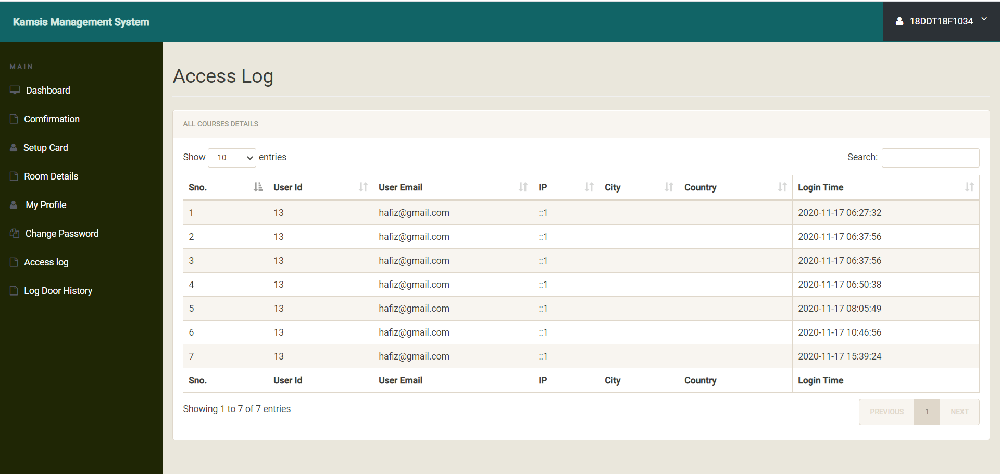 Kamsis Management System
18DDT18F1034
MAIN
Dashboard
Comfirmation
Setup Card
Room Details
My Profile
Change Password
Access log
Log Door History
Access Log
ALL COURSES DETAILS
Show 10 entries
Search:
Sno. User Id User Email IP City Country Login Time
1 13 hafiz@gmail.com ::1 2020-11-17 06:27:32
2 13 hafiz@gmail.com ::1 2020-11-17 06:37:56
3 13 hafiz@gmail.com ::1 2020-11-17 06:37:56
4 13 hafiz@gmail.com ::1 2020-11-17 06:50:38
5 13 hafiz@gmail.com ::1 2020-11-17 08:05:49
6 13 hafiz@gmail.com ::1 2020-11-17 10:46:56
7 13 hafiz@gmail.com ::1 2020-11-17 15:39:24
Sno. User Id User Email IP City Country Login Time
Showing 1 to 7 of 7 entries
PREVIOUS 1 NEXT